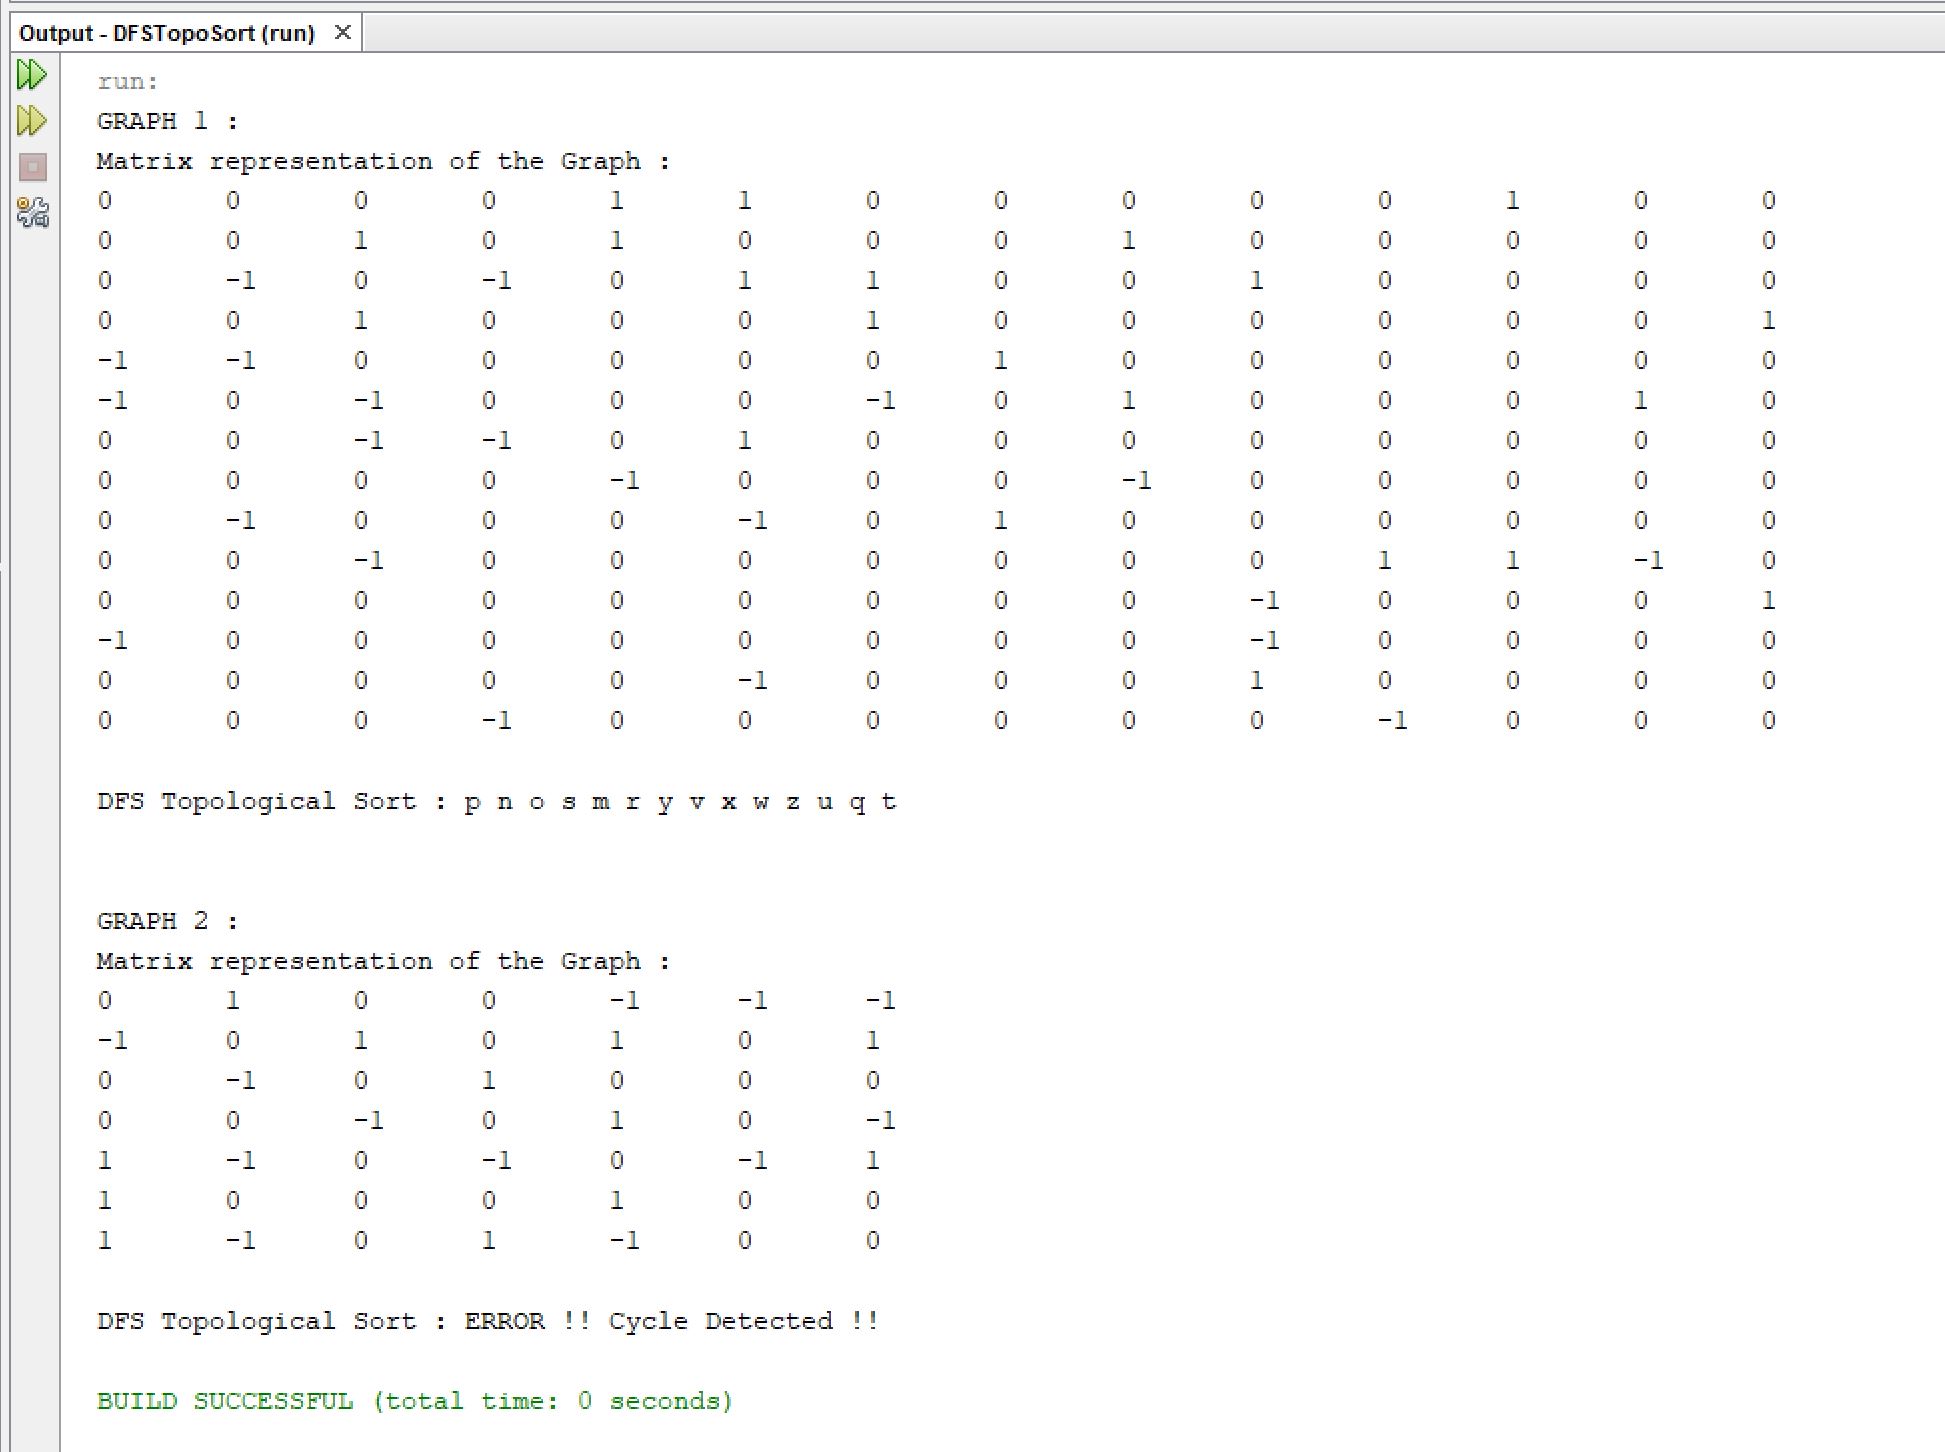 Output - DFSTopoSort (run)
run:
GRAPH 1 :
Matrix representation of the Graph :
0 0 0 0 1 1 0 0 0 0 0 1 0 0
0 0 1 0 1 0 0 0 1 0 0 0 0 0
0 -1 0 -1 0 1 1 0 0 1 0 0 0 0
0 0 1 0 0 0 1 0 0 0 0 0 0 1
-1 -1 0 0 0 0 0 1 0 0 0 0 0 0
-1 0 -1 0 0 0 -1 0 1 0 0 0 1 0
0 0 -1 -1 0 1 0 0 0 0 0 0 0 0
0 0 0 0 -1 0 0 0 -1 0 0 0 0 0
0 -1 0 0 0 -1 0 1 0 0 0 0 0 0
0 0 -1 0 0 0 0 0 0 0 1 1 -1 0
0 0 0 0 0 0 0 0 0 -1 0 0 0 1
-1 0 0 0 0 0 0 0 0 -1 0 0 0 0
0 0 0 0 0 -1 0 0 0 1 0 0 0 0
0 0 0 -1 0 0 0 0 0 0 -1 0 0 0
DFS Topological Sort : p n o s m r y v x w z u q t
GRAPH 2 :
Matrix representation of the Graph :
0 1 0 0 -1 -1 -1
-1 0 1 0 1 0 1
0 -1 0 1 0 0 0
0 0 -1 0 1 0 -1
1 -1 0 -1 0 -1 1
1 0 0 0 1 0 0
1 -1 0 1 -1 0 0
DFS Topological Sort : ERROR !! Cycle Detected !!
BUILD SUCCESSFUL (total time: 0 seconds)